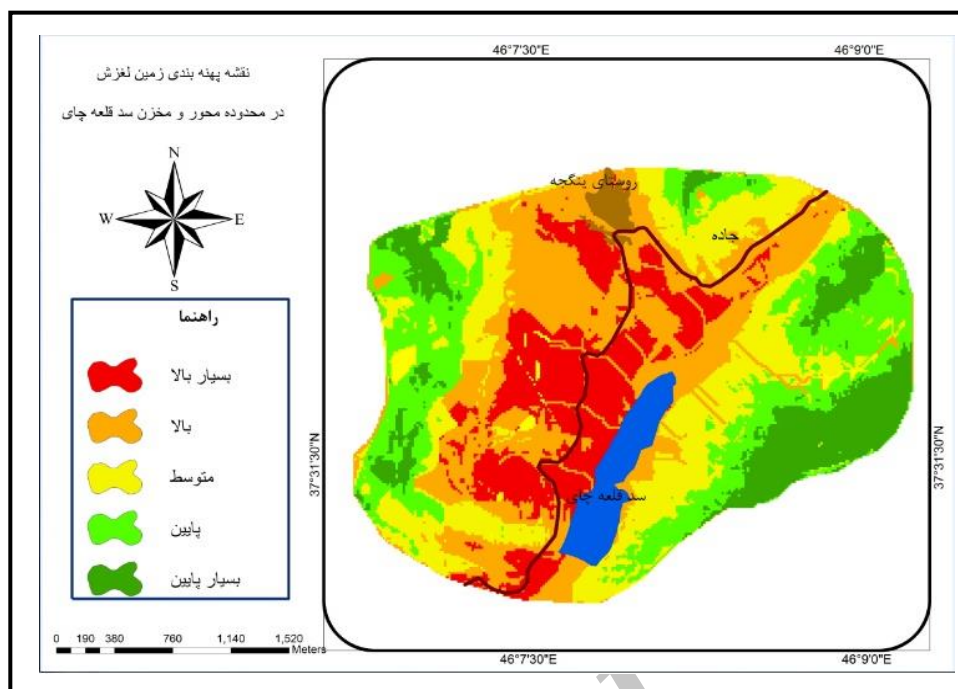 نقشه پهنه بندی زمین لغزش
در محدوده محور و مخزن سد قلعه چای
N
W E
S
راهنما
بسیار بالا
بالا
متوسط
پایین
بسیار پایین
0 190 380 760 1,140 1,520
Meters
46°7'30"E 46°9'0"E
37°31'30"N 37°31'30"N
روستای ینگجه
جاده
سد قلعه چای
46°7'30"E 46°9'0"E